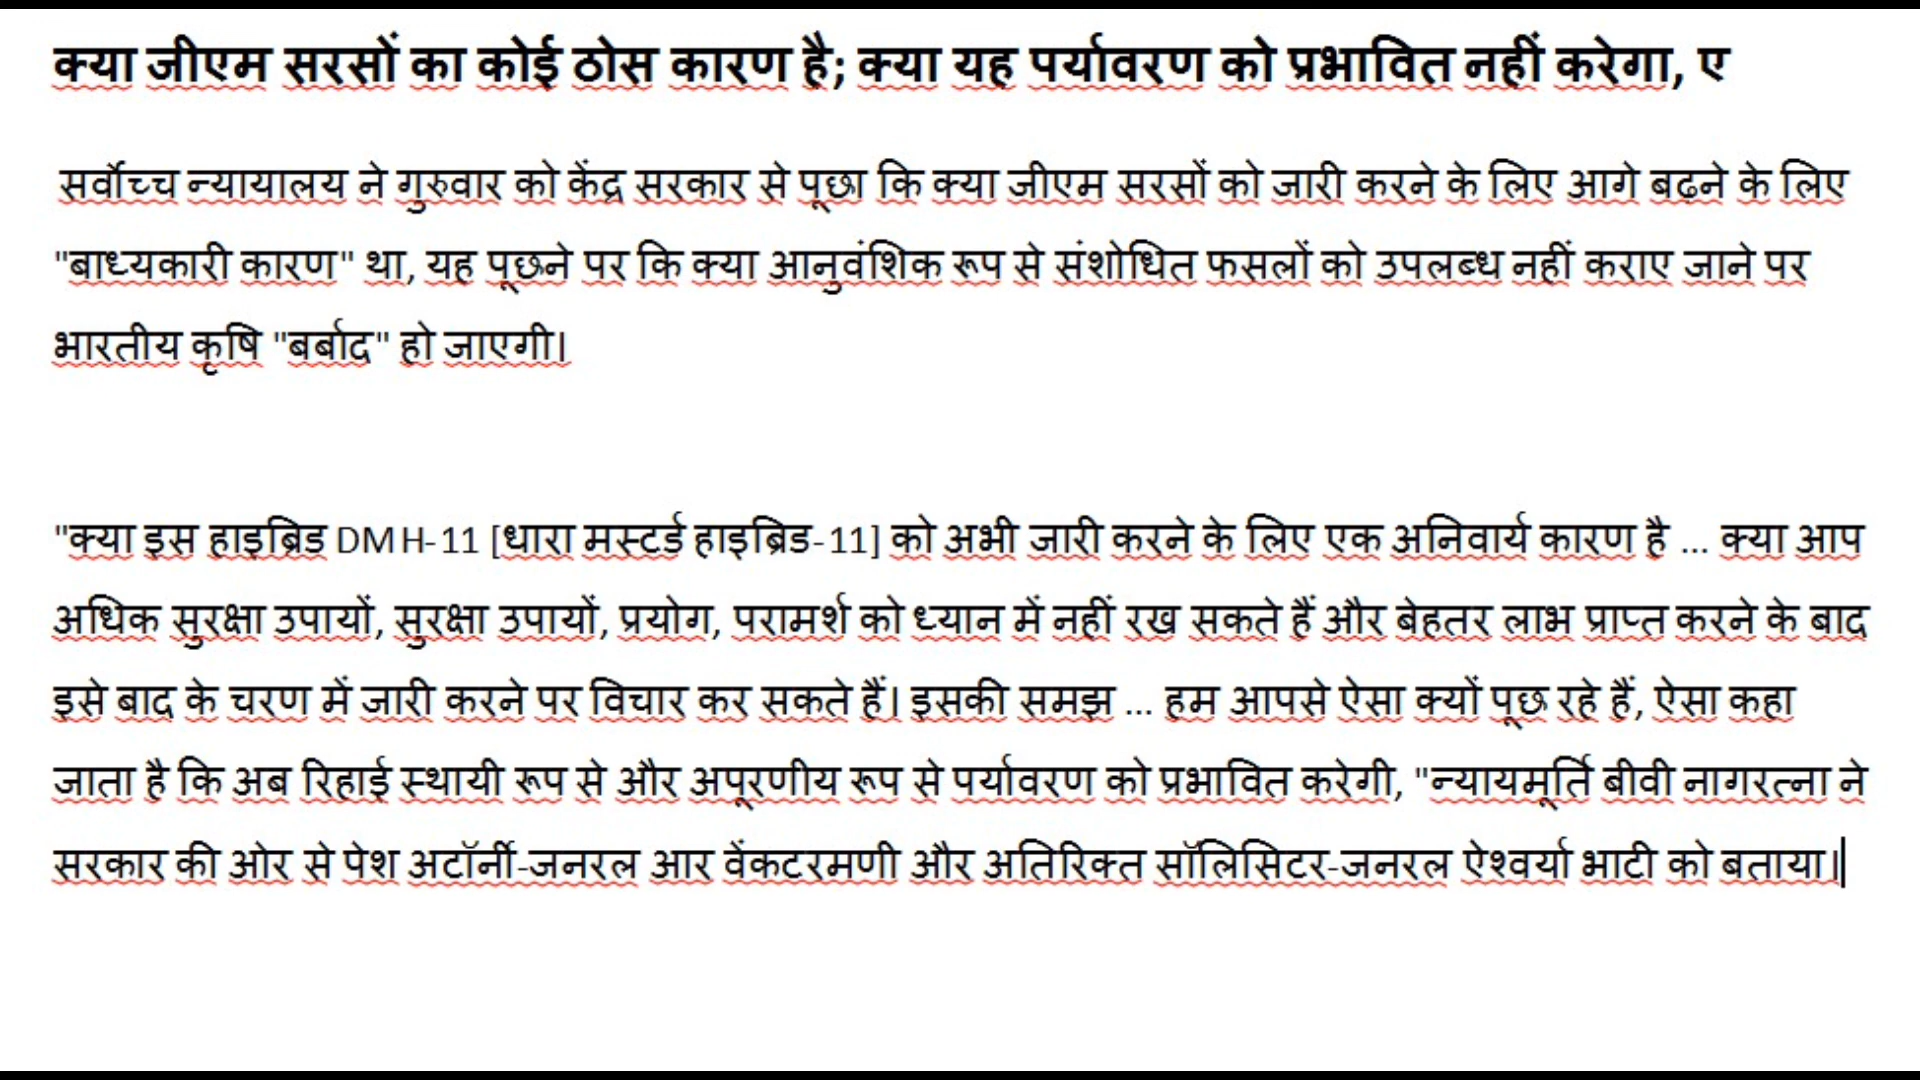 क्या जीएम सरसों का कोई ठोस कारण है; क्या यह पर्यावरण को प्रभावित नहीं करेगा, ए
सर्वोच्च न्यायालय ने गुरुवार को केंद्र सरकार से पूछा कि क्या जीएम सरसों को जारी करने के लिए आगे बढ़ने के लिए
"बाध्यकारी कारण" था, यह पूछने पर कि क्या आनुवंशिक रूप से संशोधित फसलों को उपलब्ध नहीं कराए जाने पर
भारतीय कृषि "बर्बाद" हो जाएगी।
"क्या इस हाइब्रिड DMH-11 [धारा मस्टर्ड हाइब्रिड-11] को अभी जारी करने के लिए एक अनिवार्य कारण है ... क्या आप
अधिक सुरक्षा उपायों, सुरक्षा उपायों, प्रयोग, परामर्श को ध्यान में नहीं रख सकते हैं और बेहतर लाभ प्राप्त करने के बाद
इसे बाद के चरण में जारी करने पर विचार कर सकते हैं। इसकी समझ ... हम आपसे ऐसा क्यों पूछ रहे हैं, ऐसा कहा
जाता है कि अब रिहाई स्थायी रूप से और अपूरणीय रूप से पर्यावरण को प्रभावित करेगी, "न्यायमूर्ति बीवी नागरत्ना ने
सरकार की ओर से पेश अटॉर्नी-जनरल आर वेंकटरमणी और अतिरिक्त सॉलिसिटर-जनरल ऐश्वर्या भाटी को बताया।